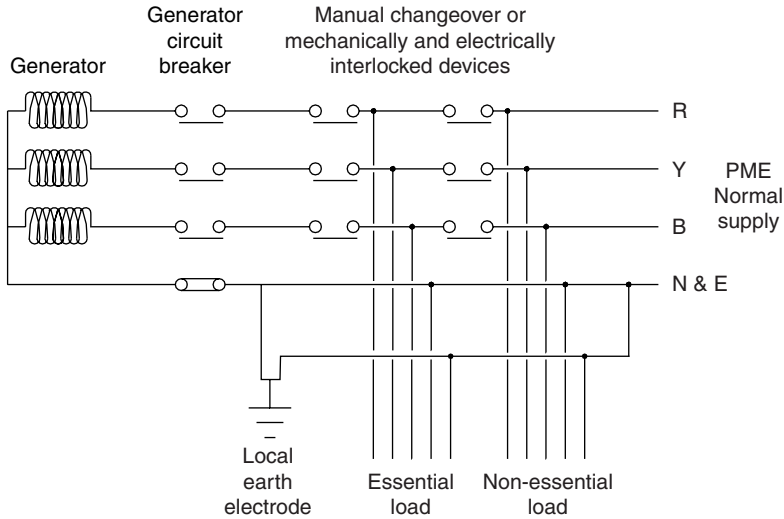 Generator
Generator
circuit
breaker
Manual changeover or
mechanically and electrically
interlocked devices
R
Y
B
N & E
PME
Normal
supply
Local
earth
electrode
Essential
load
Non-essential
load